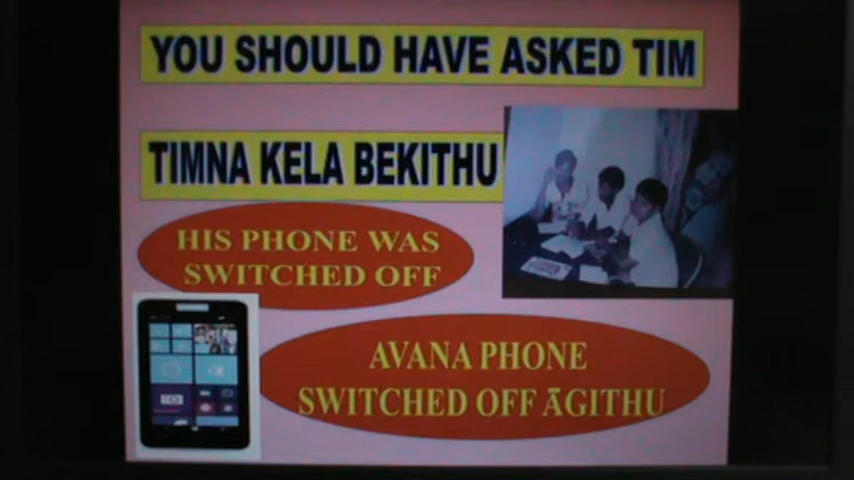 YOU SHOULD HAVE ASKED TIM
TIMNA KELA BEKITHU
HIS PHONE WAS
SWITCHED OFF
AVANA PHONE
SWITCHED OFF ĀGITHU